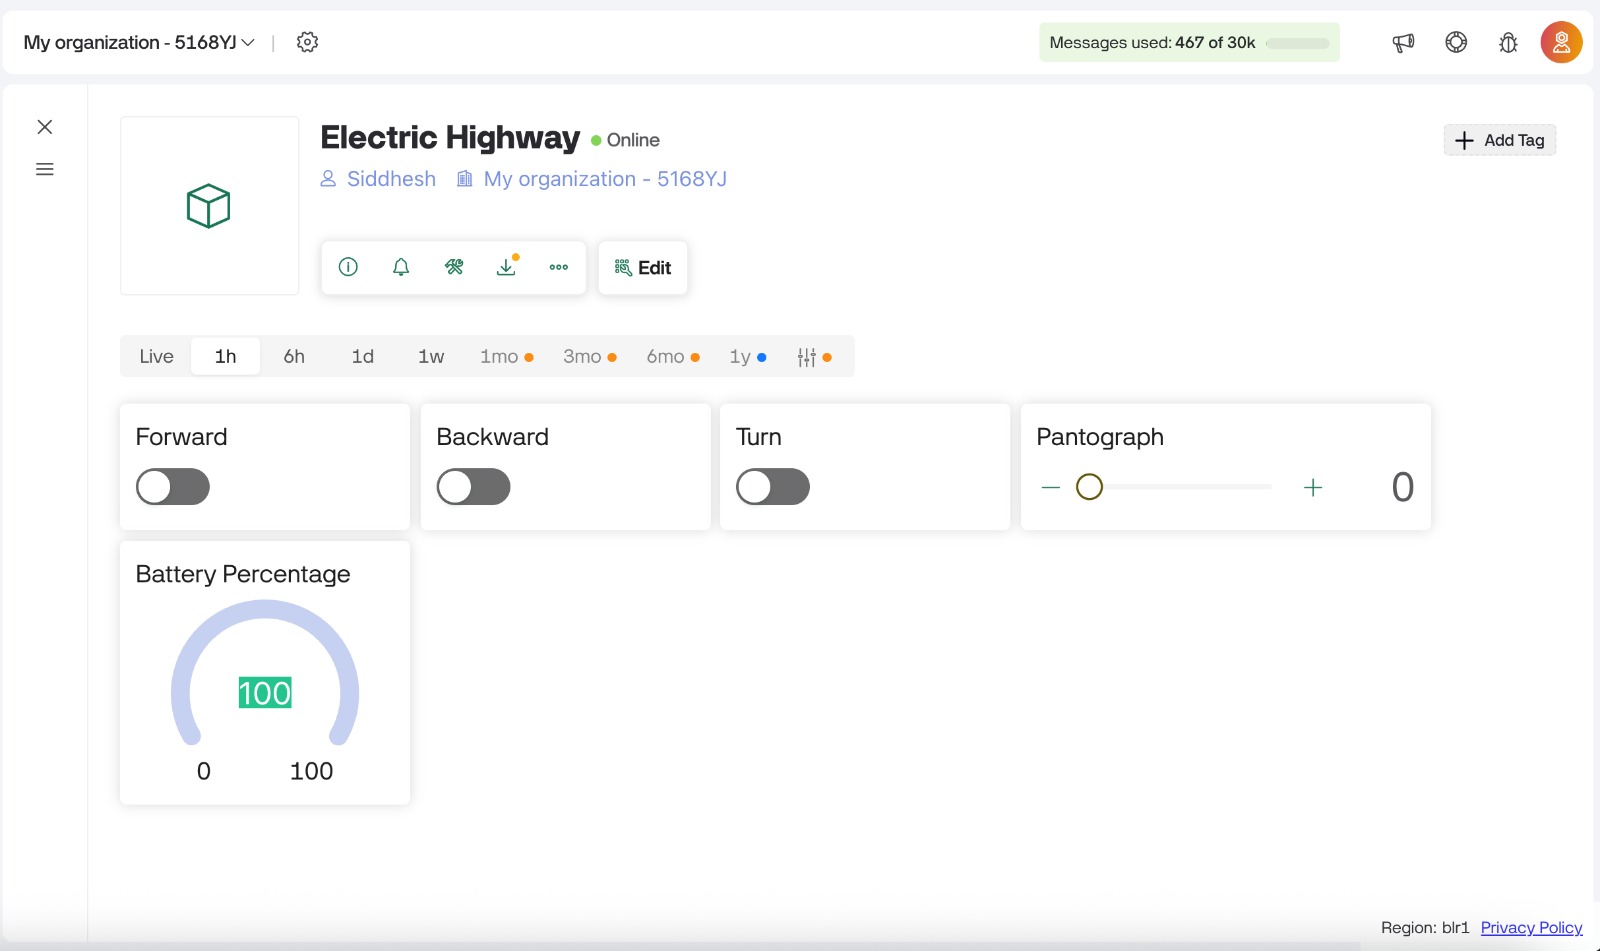 My organization - 5168YJ
Messages used: 467 of 30k
Electric Highway
Online
Add Tag
Siddhesh My organization - 5168YJ
Edit
Live 1h 6h 1d 1w 1mo 3mo 6mo 1y
Forward Backward Turn Pantograph
0
Battery Percentage
100
0 100
Region: blr1 Privacy Policy